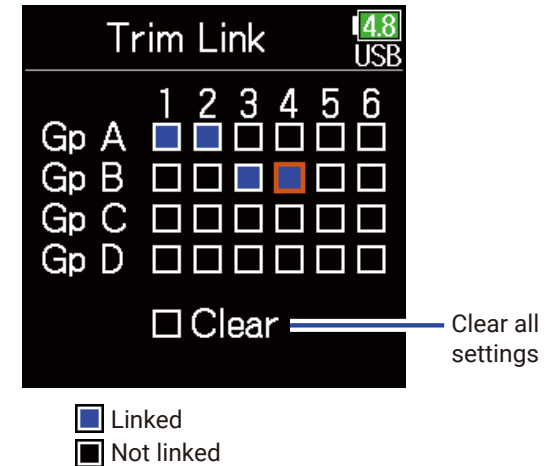 Trim Link
4.8
USB
1 2 3 4 5 6
Gp A
Gp B
Gp C
Gp D
Clear
Clear all
settings
Linked
Not linked